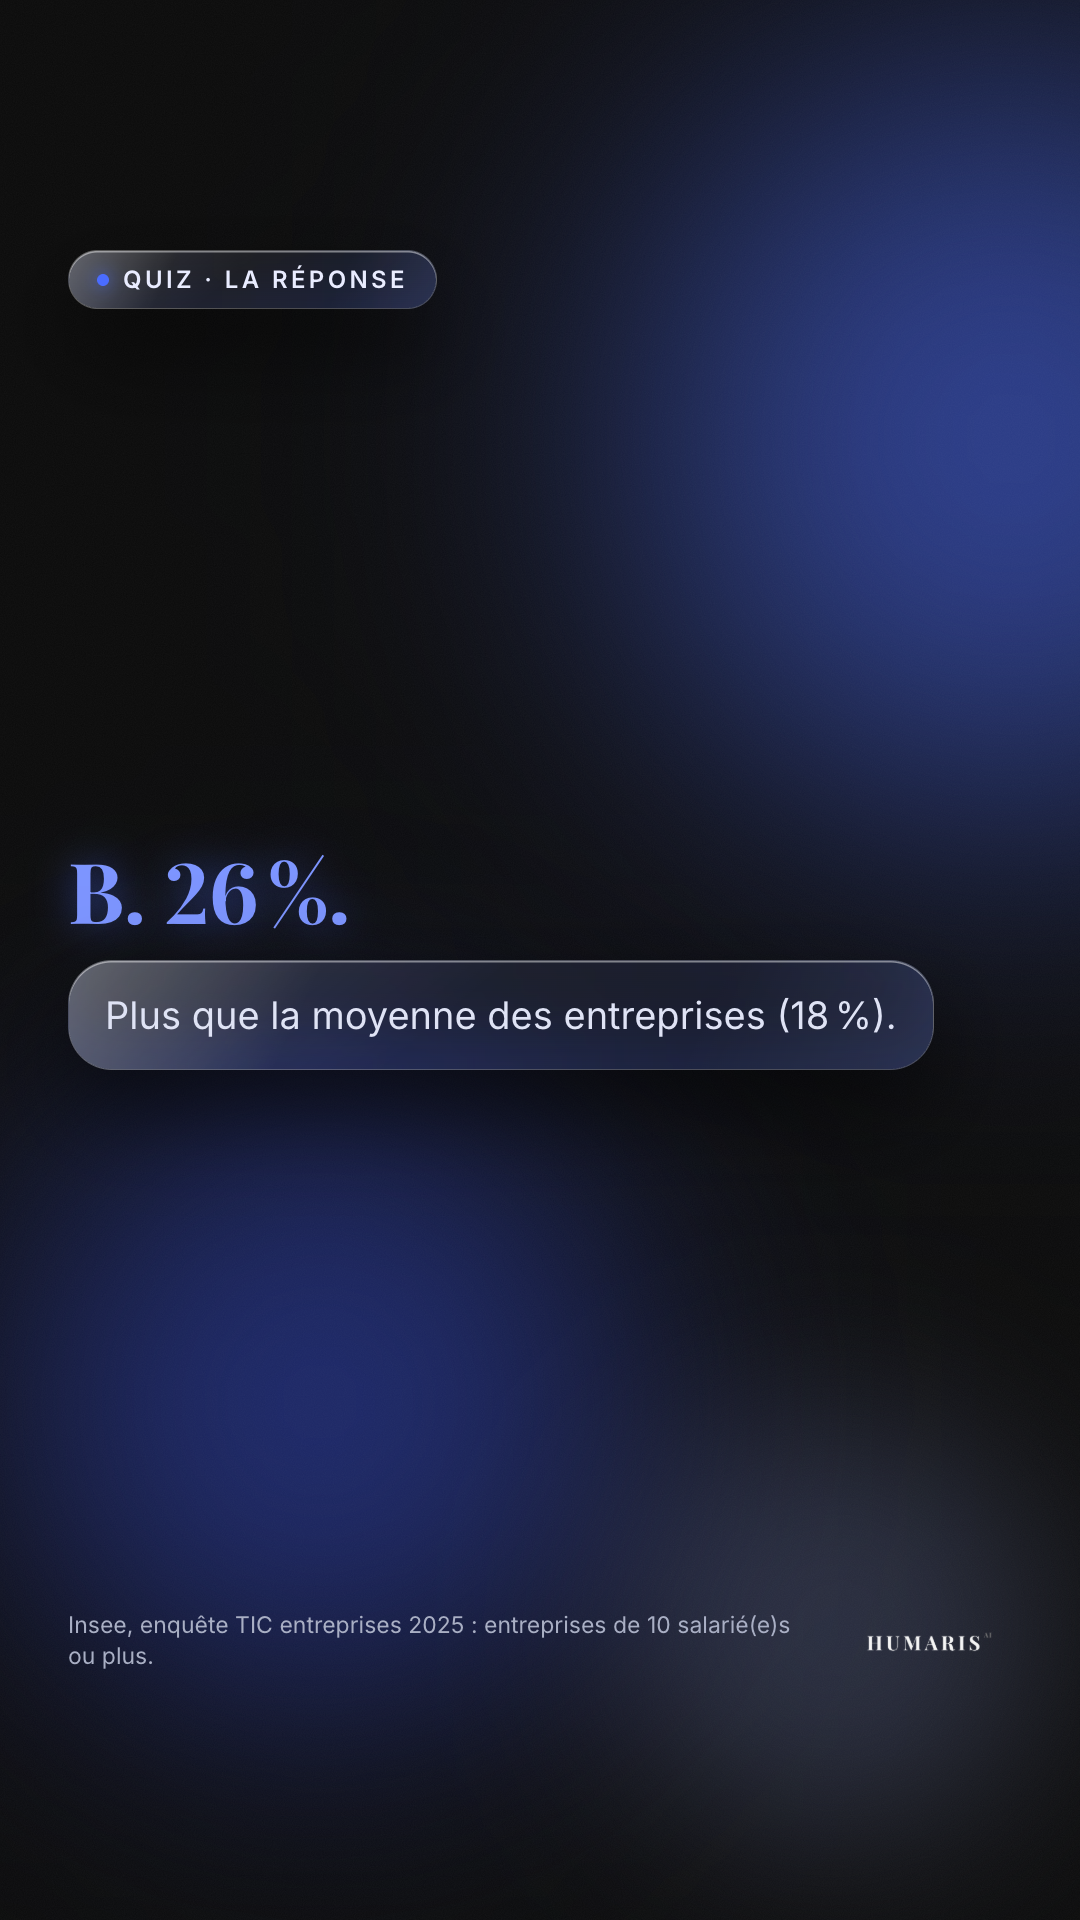 QUIZ · LA RÉPONSE
B. 26 %.
Plus que la moyenne des entreprises (18 %).
Insee, enquête TIC entreprises 2025 : entreprises de 10 salarié(e)s
ou plus.
HUMARIS AI